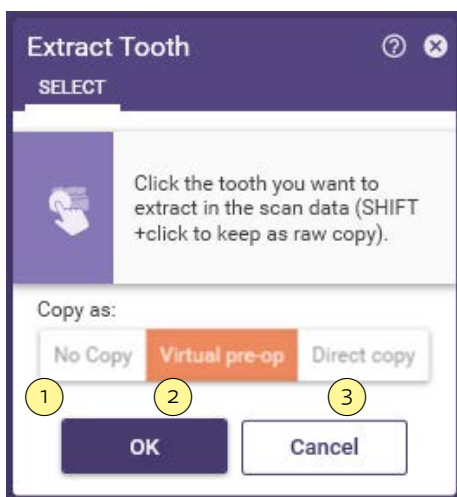 Extract Tooth
SELECT
Click the tooth you want to
extract in the scan data (SHIFT
+click to keep as raw copy).
Copy as:
No Copy Virtual pre-op Direct copy
1 2 3
OK Cancel